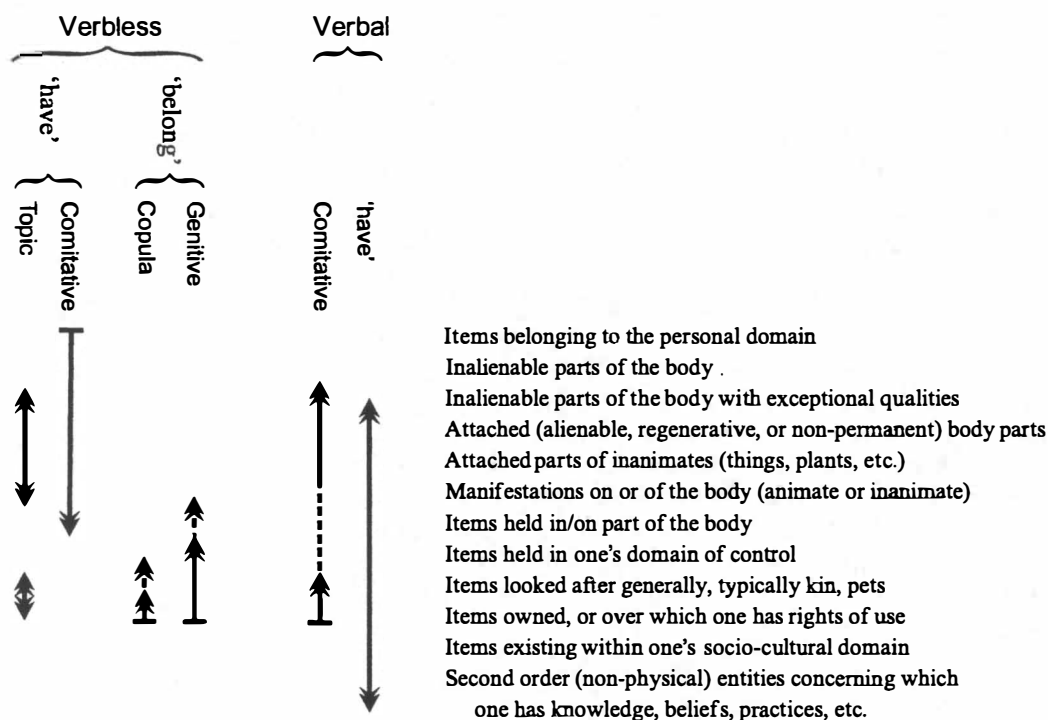 Verbless Verbal
'have' 'belong'
Topic Comitative Copula Genitive Comitative 'have'
Items belonging to the personal domain
Inalienable parts of the body .
Inalienable parts of the body with exceptional qualities
Attached (alienable, regenerative, or non-permanent) body parts
Attached parts of inanimates (things, plants, etc.)
Manifestations on or of the body (animate or inanimate)
Items held in/on part of the body
Items held in one's domain of control
Items looked after generally, typically kin, pets
Items owned, or over which one has rights of use
Items existing within one's socio-cultural domain
Second order (non-physical) entities concerning which
one has knowledge, beliefs, practices, etc.